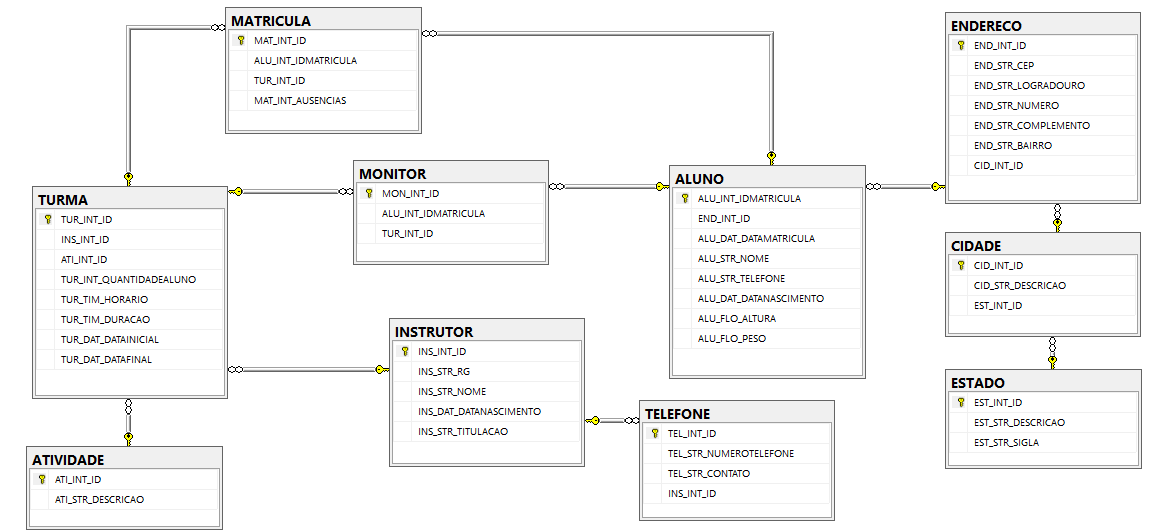 MATRICULA
MAT_INT_ID
ALU_INT_IDMATRICULA
TUR_INT_ID
MAT_INT_AUSENCIAS
ENDERECO
END_INT_ID
END_STR_CEP
END_STR_LOGRADOURO
END_STR_NUMERO
END_STR_COMPLEMENTO
END_STR_BAIRRO
CID_INT_ID
MONITOR
MON_INT_ID
ALU_INT_IDMATRICULA
TUR_INT_ID
ALUNO
ALU_INT_IDMATRICULA
END_INT_ID
ALU_DAT_DATAMATRICULA
ALU_STR_NOME
ALU_STR_TELEFONE
ALU_DAT_DATANASCIMENTO
ALU_FLO_ALTURA
ALU_FLO_PESO
TURMA
TUR_INT_ID
INS_INT_ID
ATI_INT_ID
TUR_INT_QUANTIDADEALUNO
TUR_TIM_HORARIO
TUR_TIM_DURACAO
TUR_DAT_DATAINICIAL
TUR_DAT_DATAFINAL
CIDADE
CID_INT_ID
CID_STR_DESCRICAO
EST_INT_ID
INSTRUTOR
INS_INT_ID
INS_STR_RG
INS_STR_NOME
INS_DAT_DATANASCIMENTO
INS_STR_TITULACAO
ESTADO
EST_INT_ID
EST_STR_DESCRICAO
EST_STR_SIGLA
TELEFONE
TEL_INT_ID
TEL_STR_NUMEROTELEFONE
TEL_STR_CONTATO
INS_INT_ID
ATIVIDADE
ATI_INT_ID
ATI_STR_DESCRICAO